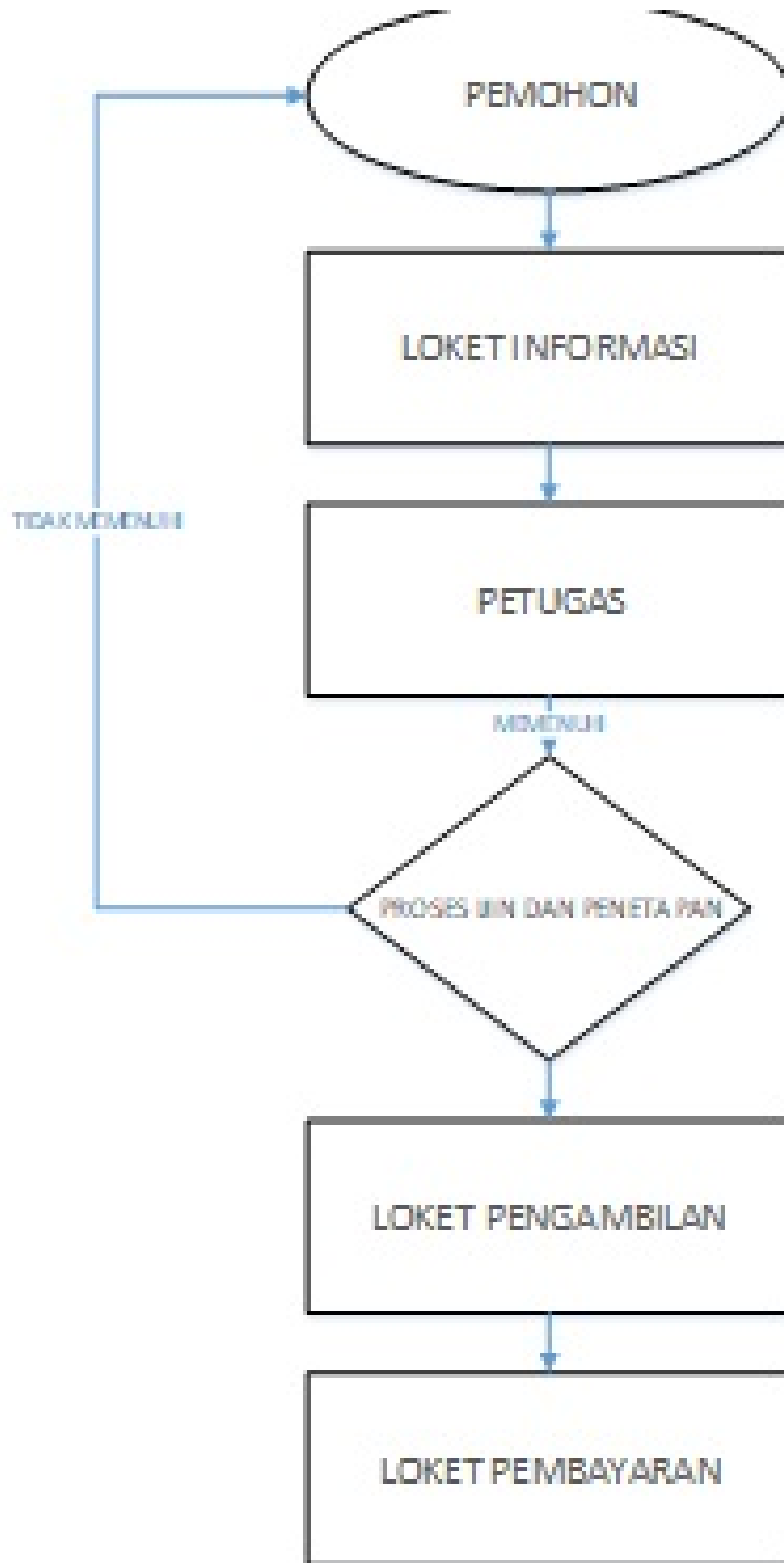 PEMOHON
LOKET INFORMASI
TIDAK MEMENUHI
PETUGAS
MEMENUHI
PROSES IJIN DAN PENETAPAN
LOKET PENGAMBILAN
LOKET PEMBAYARAN